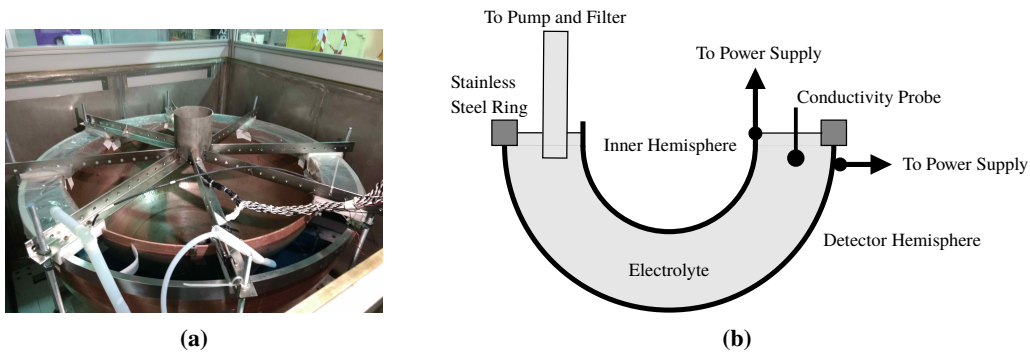 To Pump and Filter
To Power Supply
Stainless
Steel Ring
Conductivity Probe
Inner Hemisphere
To Power Supply
Detector Hemisphere
Electrolyte
(a)
(b)